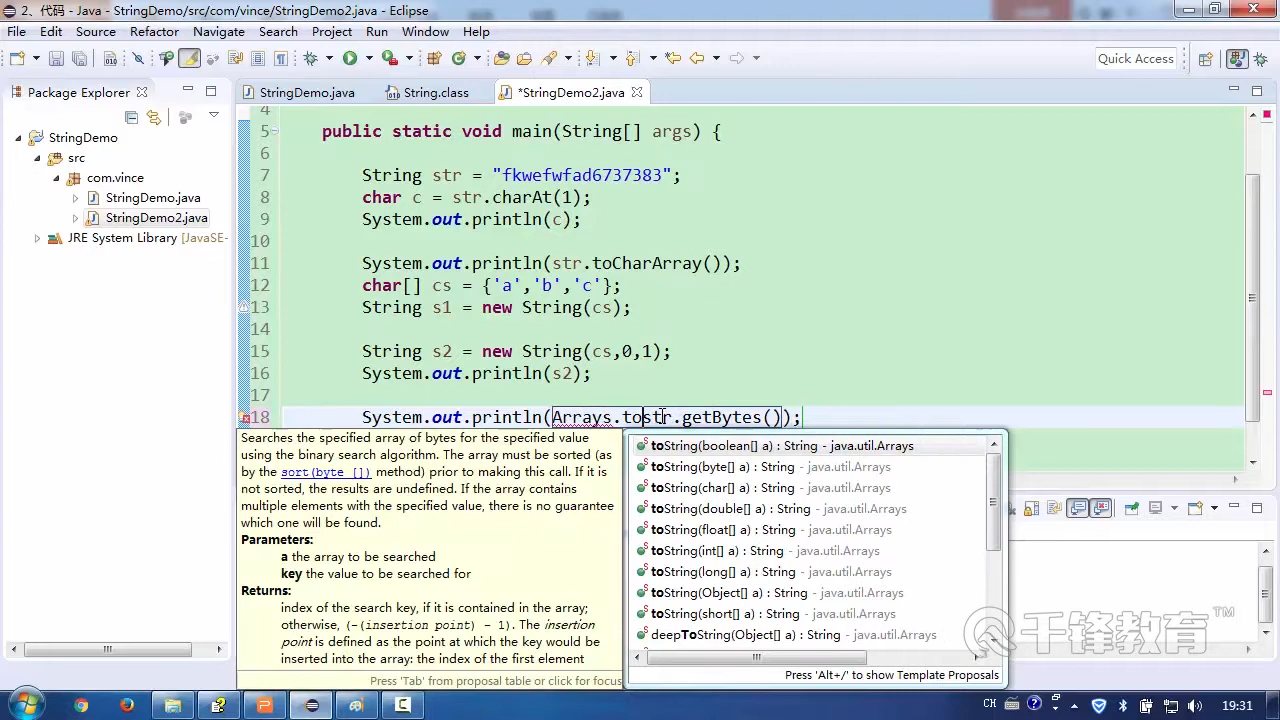 2、代码 - Java - StringDemo/src/com/vince/StringDemo2.java - Eclipse
File Edit Source Refactor Navigate Search Project Run Window Help
Quick Access
Package Explorer
StringDemo.java String.class *StringDemo2.java
StringDemo
src
com.vince
StringDemo.java
StringDemo2.java
JRE System Library [JavaSE-
4
5 public static void main(String[] args) {
6
7 String str = "fkwefwfad6737383";
8 char c = str.charAt(1);
9 System.out.println(c);
10
11 System.out.println(str.toCharArray());
12 char[] cs = {'a','b','c'};
13 String s1 = new String(cs);
14
15 String s2 = new String(cs,0,1);
16 System.out.println(s2);
17
18 System.out.println(Arrays.tostr.getBytes());
Searches the specified array of bytes for the specified value
using the binary search algorithm. The array must be sorted (as
by the sort(byte []) method) prior to making this call. If it is
not sorted, the results are undefined. If the array contains
multiple elements with the specified value, there is no guarantee
which one will be found.
Parameters:
a the array to be searched
key the value to be searched for
Returns:
index of the search key, if it is contained in the array;
otherwise, (-(insertion point) - 1). The insertion
point is defined as the point at which the key would be
inserted into the array: the index of the first element
Press 'Tab' from proposal table or click for focus
toString(boolean[] a) : String - java.util.Arrays
toString(byte[] a) : String - java.util.Arrays
toString(char[] a) : String - java.util.Arrays
toString(double[] a) : String - java.util.Arrays
toString(float[] a) : String - java.util.Arrays
toString(int[] a) : String - java.util.Arrays
toString(long[] a) : String - java.util.Arrays
toString(Object[] a) : String - java.util.Arrays
toString(short[] a) : String - java.util.Arrays
deepToString(Object[] a) : String - java.util.Arrays
Press 'Alt+/' to show Template Proposals
千锋教育™
CH
19:31